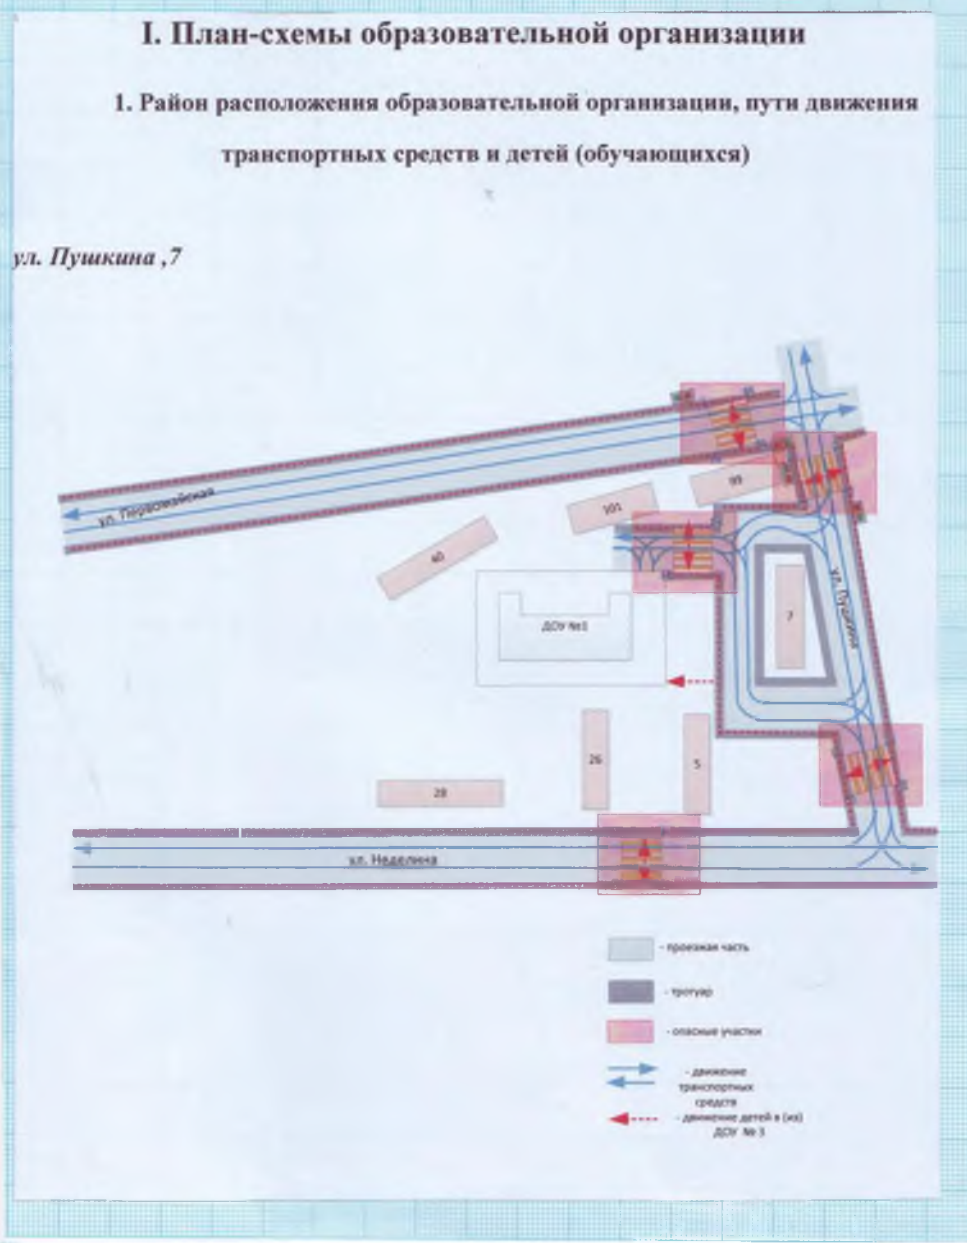 I. План-схемы образовательной организации
1. Район расположения образовательной организации, пути движения
транспортных средств и детей (обучающихся)
ул. Пушкина ,7
ул. Первомайская
99
101
40
ул. Пушкина
7
ДОУ №3
26
5
28
ул. Неделина
- проезжая часть
- тротуар
- опасные участки
- движение
транспортных
средств
- движение детей в (из)
ДОУ № 3